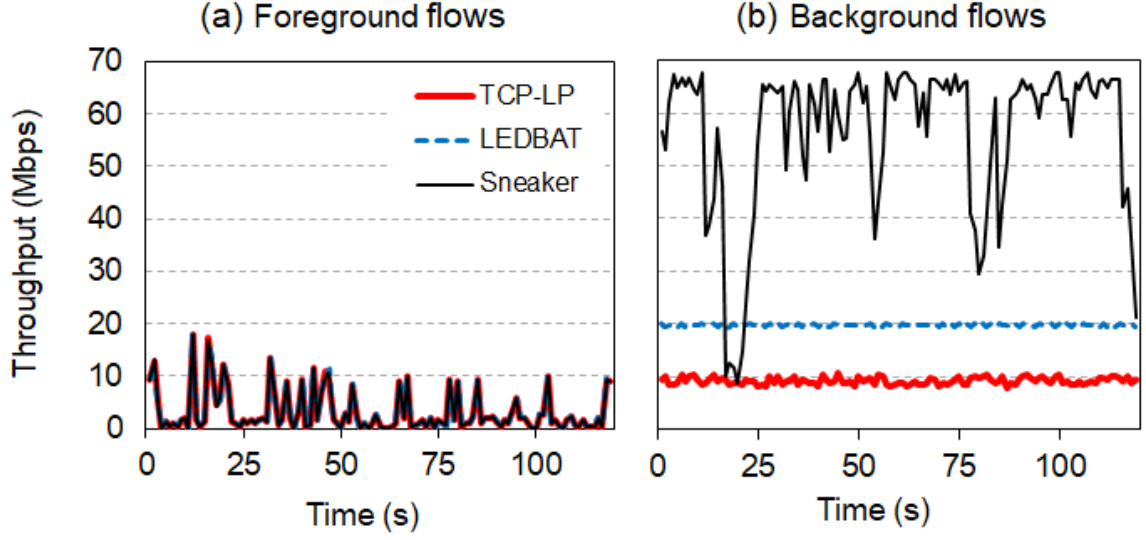 (a) Foreground flows
(b) Background flows
Throughput (Mbps)
70
60
50
40
30
20
10
0
TCP-LP
LEDBAT
Sneaker
0 25 50 75 100
0 25 50 75 100
Time (s)
Time (s)